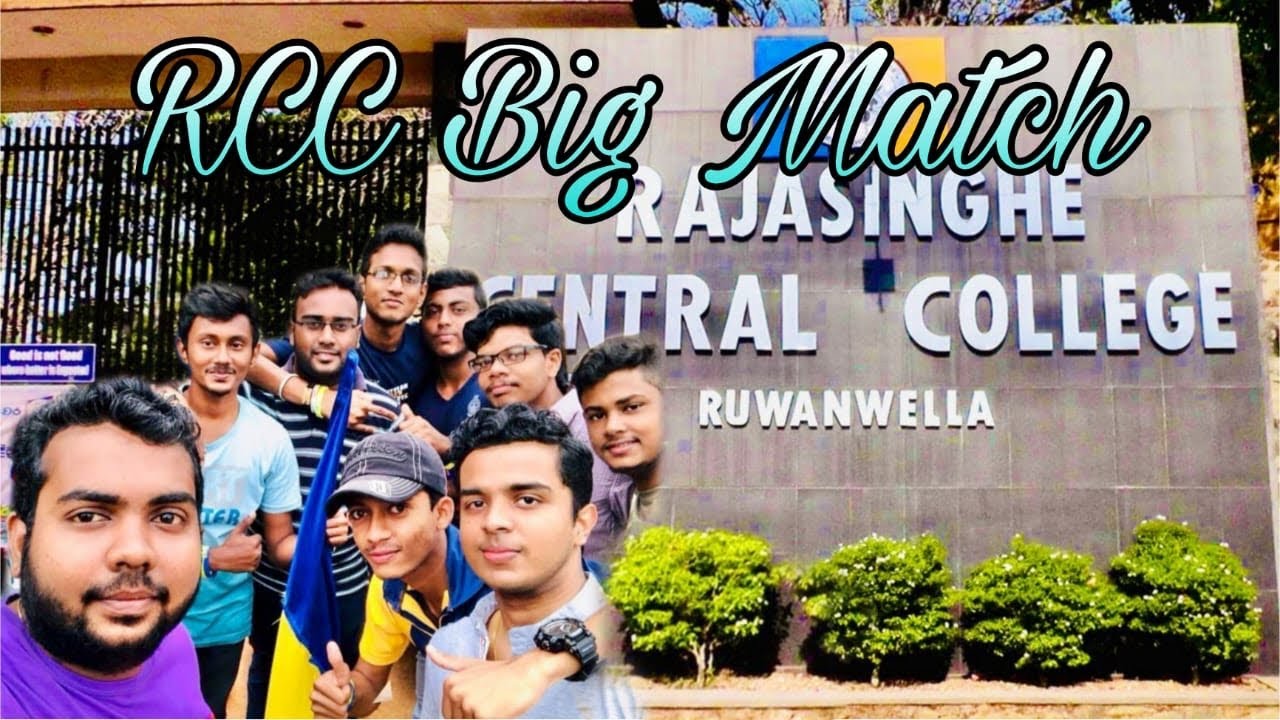 RCC Big Match
RAJASINGHE
CENTRAL COLLEGE
RUWANWELLA
Good is not Good
where better is Expected